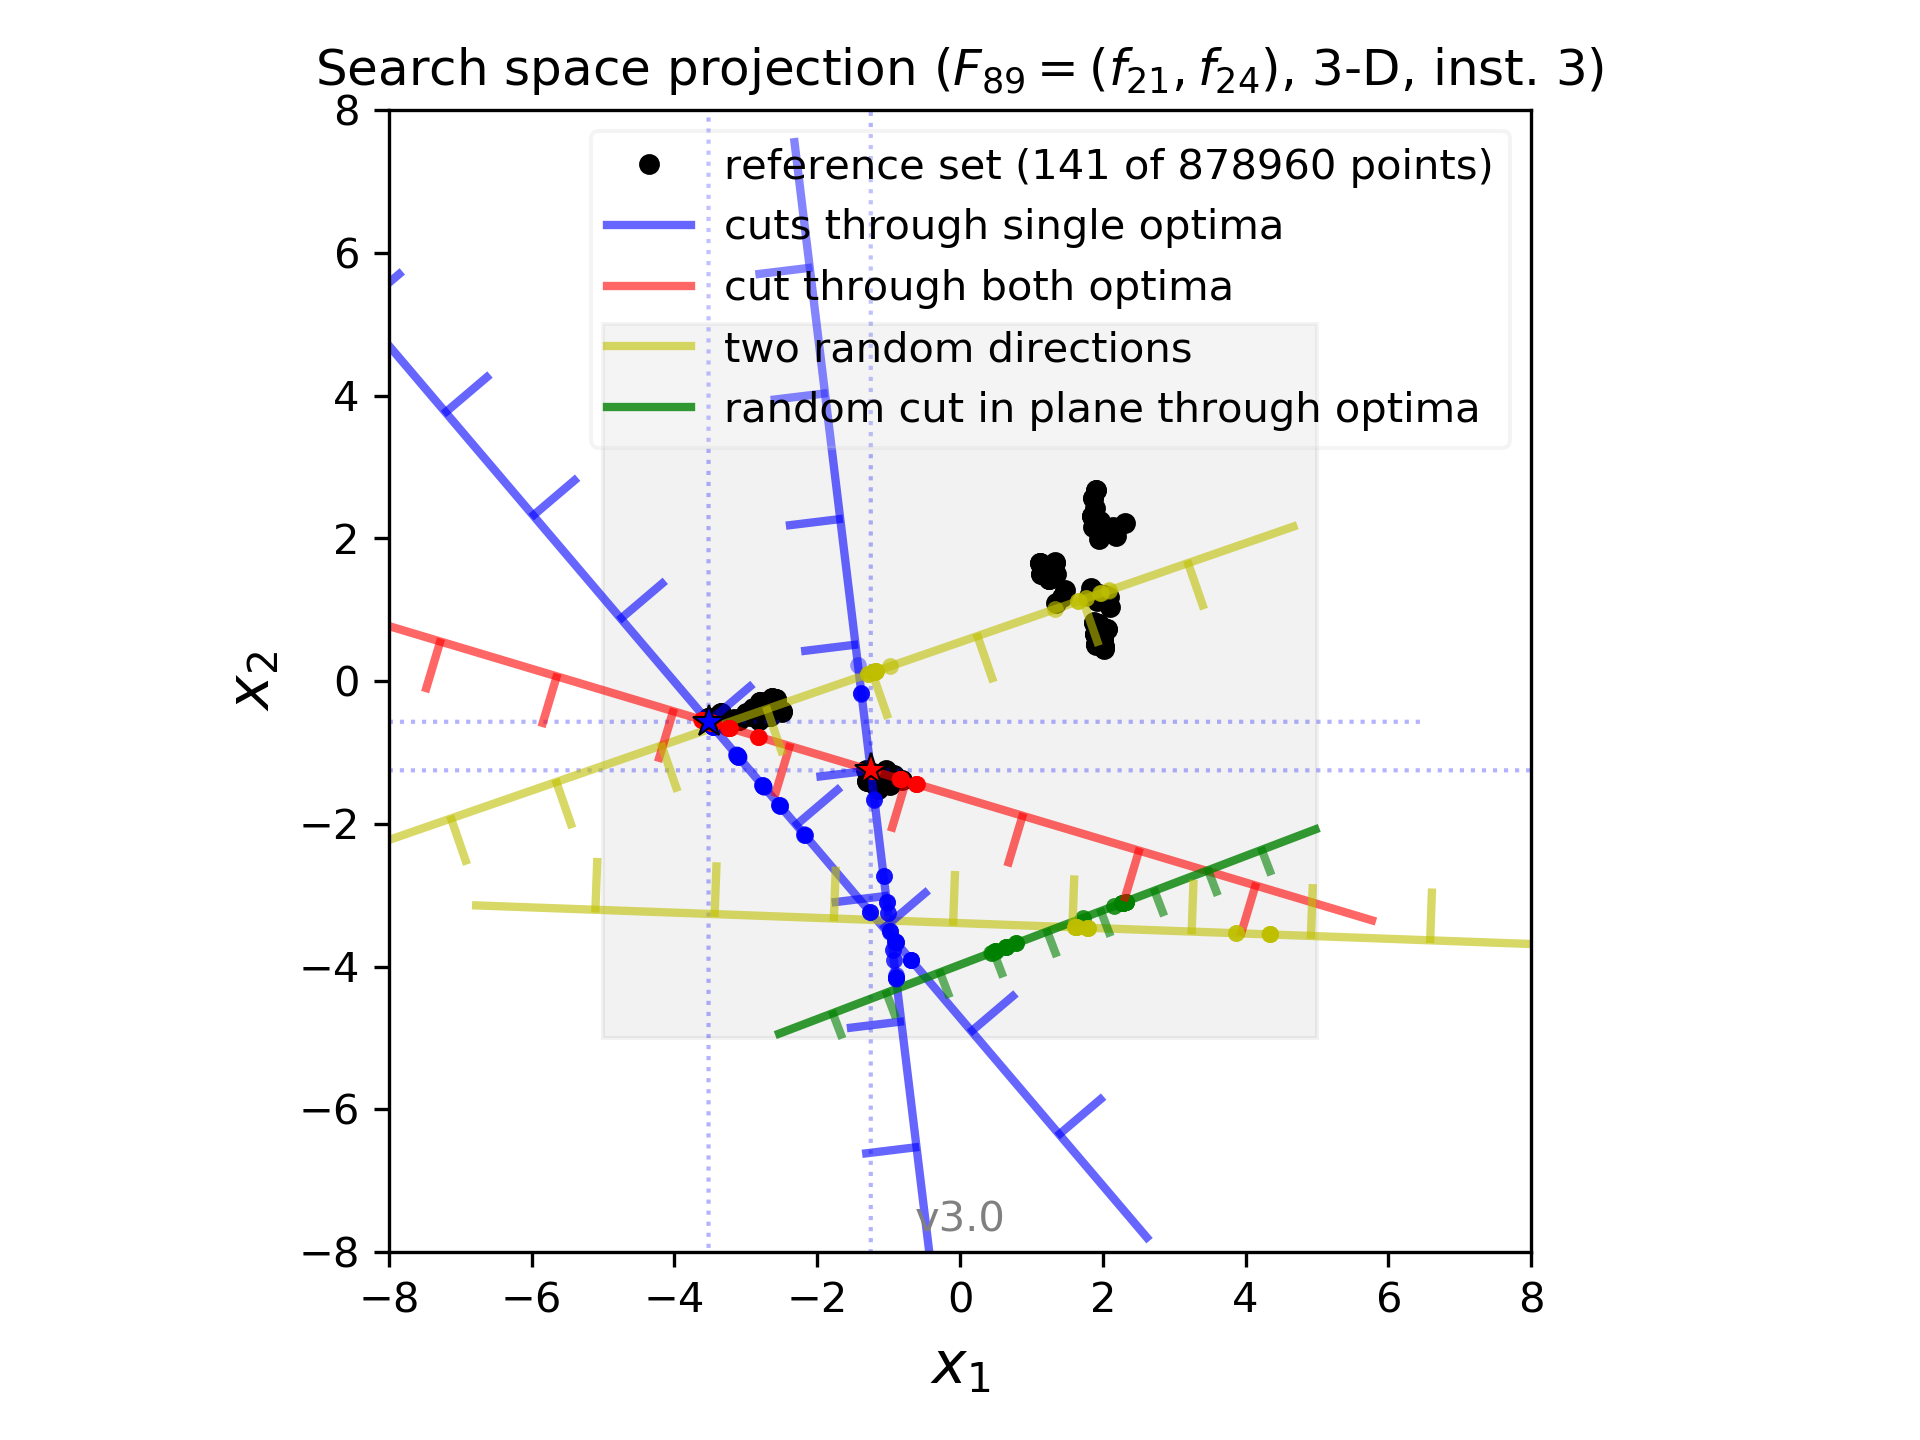 Search space projection (F₈₉ = (f₂₁, f₂₄), 3-D, inst. 3)
reference set (141 of 878960 points)
cuts through single optima
cut through both optima
two random directions
random cut in plane through optima
8
6
4
2
0
−2
−4
−6
−8
x₂
v3.0
−8 −6 −4 −2 0 2 4 6 8
x₁